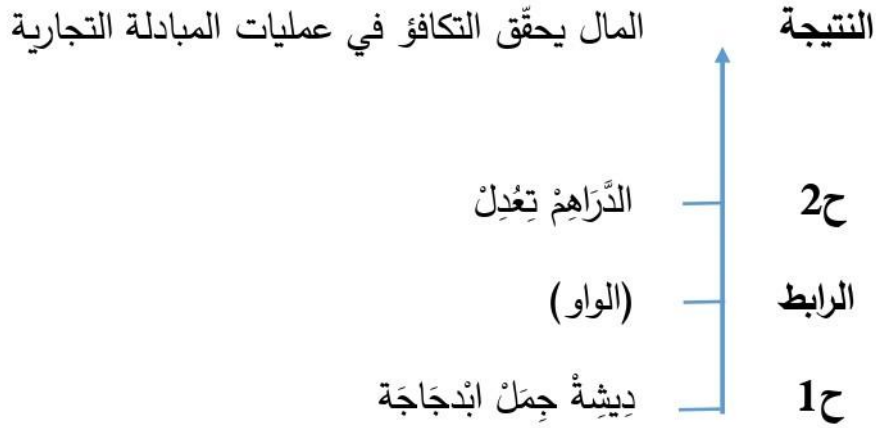 النتيجة المال يحقّق التكافؤ في عمليات المبادلة التجارية
ح2 الدَّرَاهِمْ تِعُدِلْ
الرابط (الواو)
ح1 دِيشِةْ جِمَلْ ابْدجَاجَة